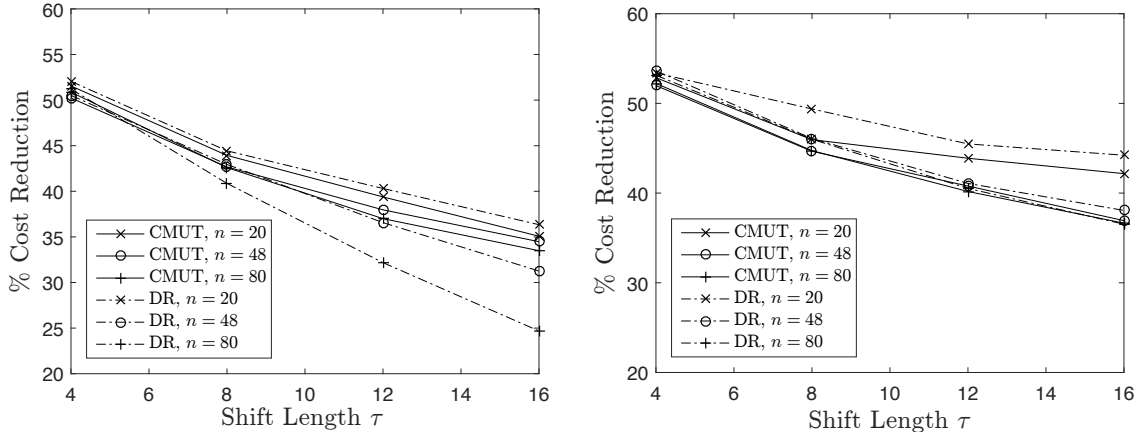 60
55
50
45
40
35
30
25
20
% Cost Reduction
CMUT, n = 20
CMUT, n = 48
CMUT, n = 80
DR, n = 20
DR, n = 48
DR, n = 80
4 6 8 10 12 14 16
Shift Length τ
60
50
40
30
20
% Cost Reduction
CMUT, n = 20
CMUT, n = 48
CMUT, n = 80
DR, n = 20
DR, n = 48
DR, n = 80
4 6 8 10 12 14 16
Shift Length τ